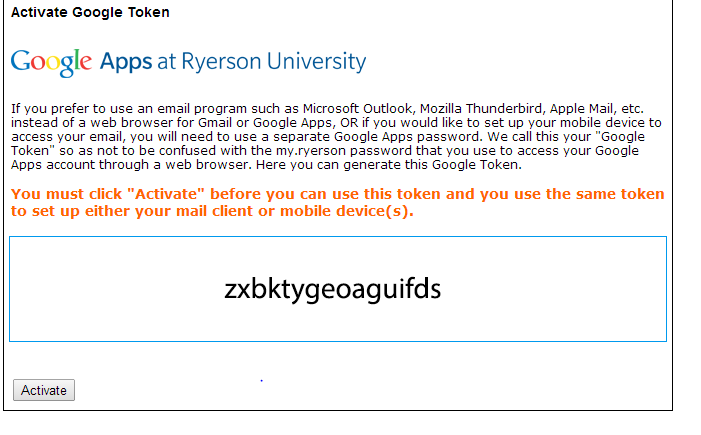 Activate Google Token
Google Apps at Ryerson University
If you prefer to use an email program such as Microsoft Outlook, Mozilla Thunderbird, Apple Mail, etc.
instead of a web browser for Gmail or Google Apps, OR if you would like to set up your mobile device to
access your email, you will need to use a separate Google Apps password. We call this your "Google
Token" so as not to be confused with the my.ryerson password that you use to access your Google
Apps account through a web browser. Here you can generate this Google Token.
You must click "Activate" before you can use this token and you use the same token
to set up either your mail client or mobile device(s).
zxbktygeoaguifds
Activate